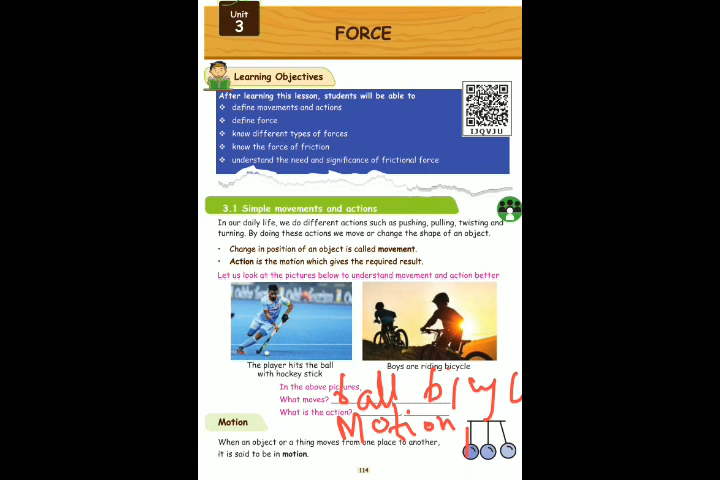 Unit
3
FORCE
Learning Objectives
After learning this lesson, students will be able to
❖ define movements and actions
❖ define force
❖ know different types of forces
❖ know the force of friction
❖ understand the need and significance of frictional force
IJQVJU
3.1 Simple movements and actions
In our daily life, we do different actions such as pushing, pulling, twisting and
turning. By doing these actions we move or change the shape of an object.
• Change in position of an object is called movement.
• Action is the motion which gives the required result.
Let us look at the pictures below to understand movement and action better
The player hits the ball
with hockey stick
Boys are riding bicycle
In the above pictures,
What moves? ball bicyc
What is the action? Motion
Motion
When an object or a thing moves from one place to another,
it is said to be in motion.
114